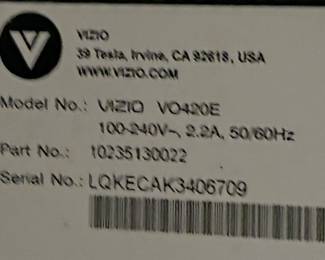 V
VIZIO
39 Tesla, Irvine, CA 92618, USA
WWW.VIZIO.COM
Model No.: VIZIO VO420E
100-240V~, 2.2A, 50/60Hz
Part No.: 10235130022
Serial No.: LQKECAK3406709